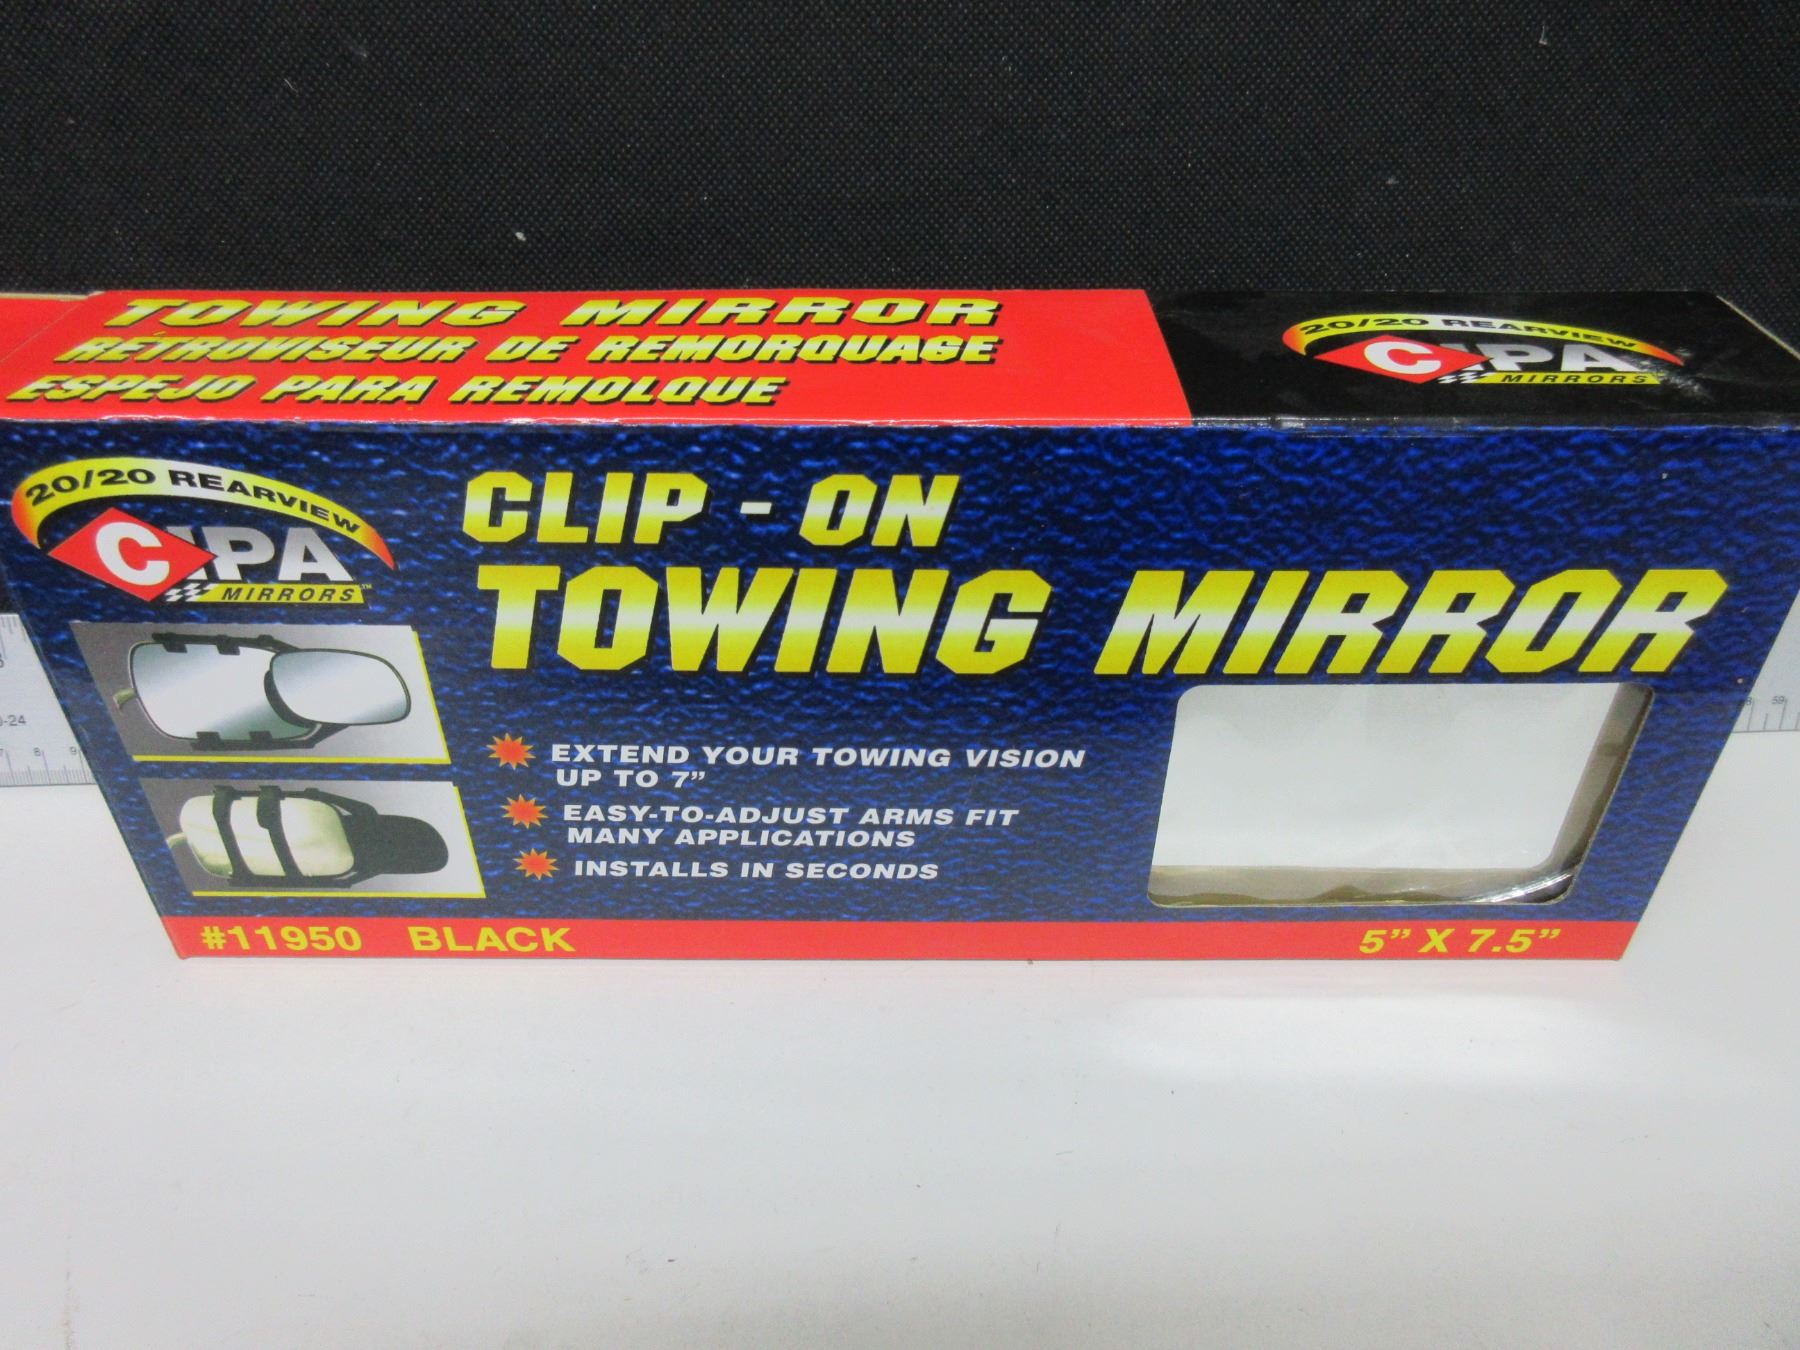 TOWING MIRROR
RÉTROVISEUR DE REMORQUAGE
ESPEJO PARA REMOLQUE
20/20 REARVIEW
CIPA
MIRRORS
20/20 REARVIEW
CIPA
MIRRORS™
CLIP - ON
TOWING MIRROR
EXTEND YOUR TOWING VISION
UP TO 7”
EASY-TO-ADJUST ARMS FIT
MANY APPLICATIONS
INSTALLS IN SECONDS
#11950 BLACK
5” X 7.5”